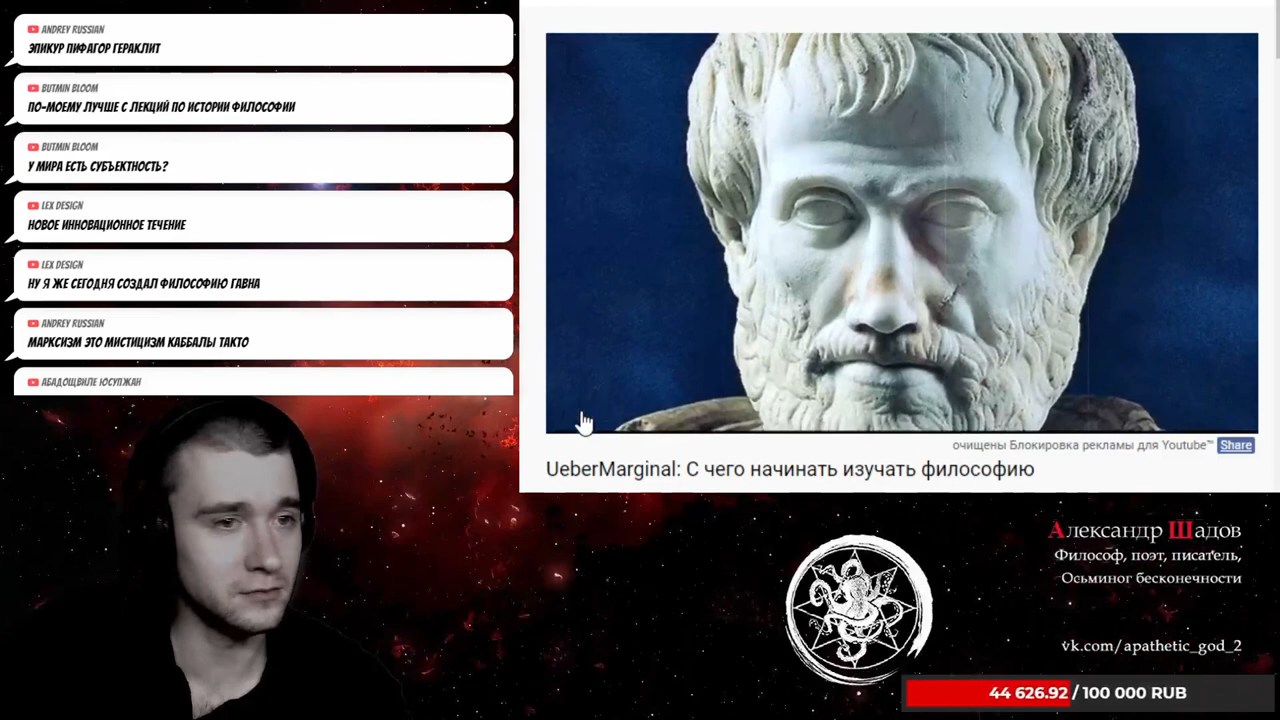 ANDREY RUSSIAN
ЭПИКУР ПИФАГОР ГЕРАКЛИТ
BUTMIN BLOOM
ПО-МОЕМУ ЛУЧШЕ С ЛЕКЦИЙ ПО ИСТОРИИ ФИЛОСОФИИ
BUTMIN BLOOM
У МИРА ЕСТЬ СУБЪЕКТНОСТЬ?
LEX DESIGN
НОВОЕ ИННОВАЦИОННОЕ ТЕЧЕНИЕ
LEX DESIGN
НУ Я ЖЕ СЕГОДНЯ СОЗДАЛ ФИЛОСОФИЮ ГАВНА
ANDREY RUSSIAN
МАРКСИЗМ ЭТО МИСТИЦИЗМ КАББАЛЫ ТАКТО
АБАДОЩВИЛЕ ЮСУПЖАН
очищены Блокировка рекламы для Youtube™ Share
UeberMarginal: С чего начинать изучать философию
Александр Шадов
Философ, поэт, писатель,
Осьминог бесконечности
vk.com/apathetic_god_2
44 626.92 / 100 000 RUB